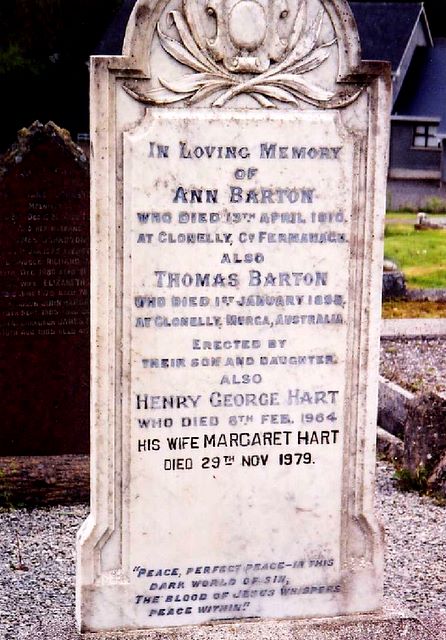 IN LOVING MEMORY
OF
ANN BARTON
WHO DIED 13TH APRIL 1910.
AT CLONELLY, CY FERMANAGH.
ALSO
THOMAS BARTON
WHO DIED 1ST JANUARY
AT CLONELLY, MURGA, AUSTRALIA.
ERECTED BY
THEIR SON AND DAUGHTER.
ALSO
HENRY GEORGE HART
WHO DIED 6TH FEB. 1964
HIS WIFE MARGARET HART
DIED 29TH NOV 1979.
"PEACE, PERFECT PEACE-IN THIS
DARK WORLD OF SIN,
THE BLOOD OF JESUS WHISPERS
PEACE WITHIN."